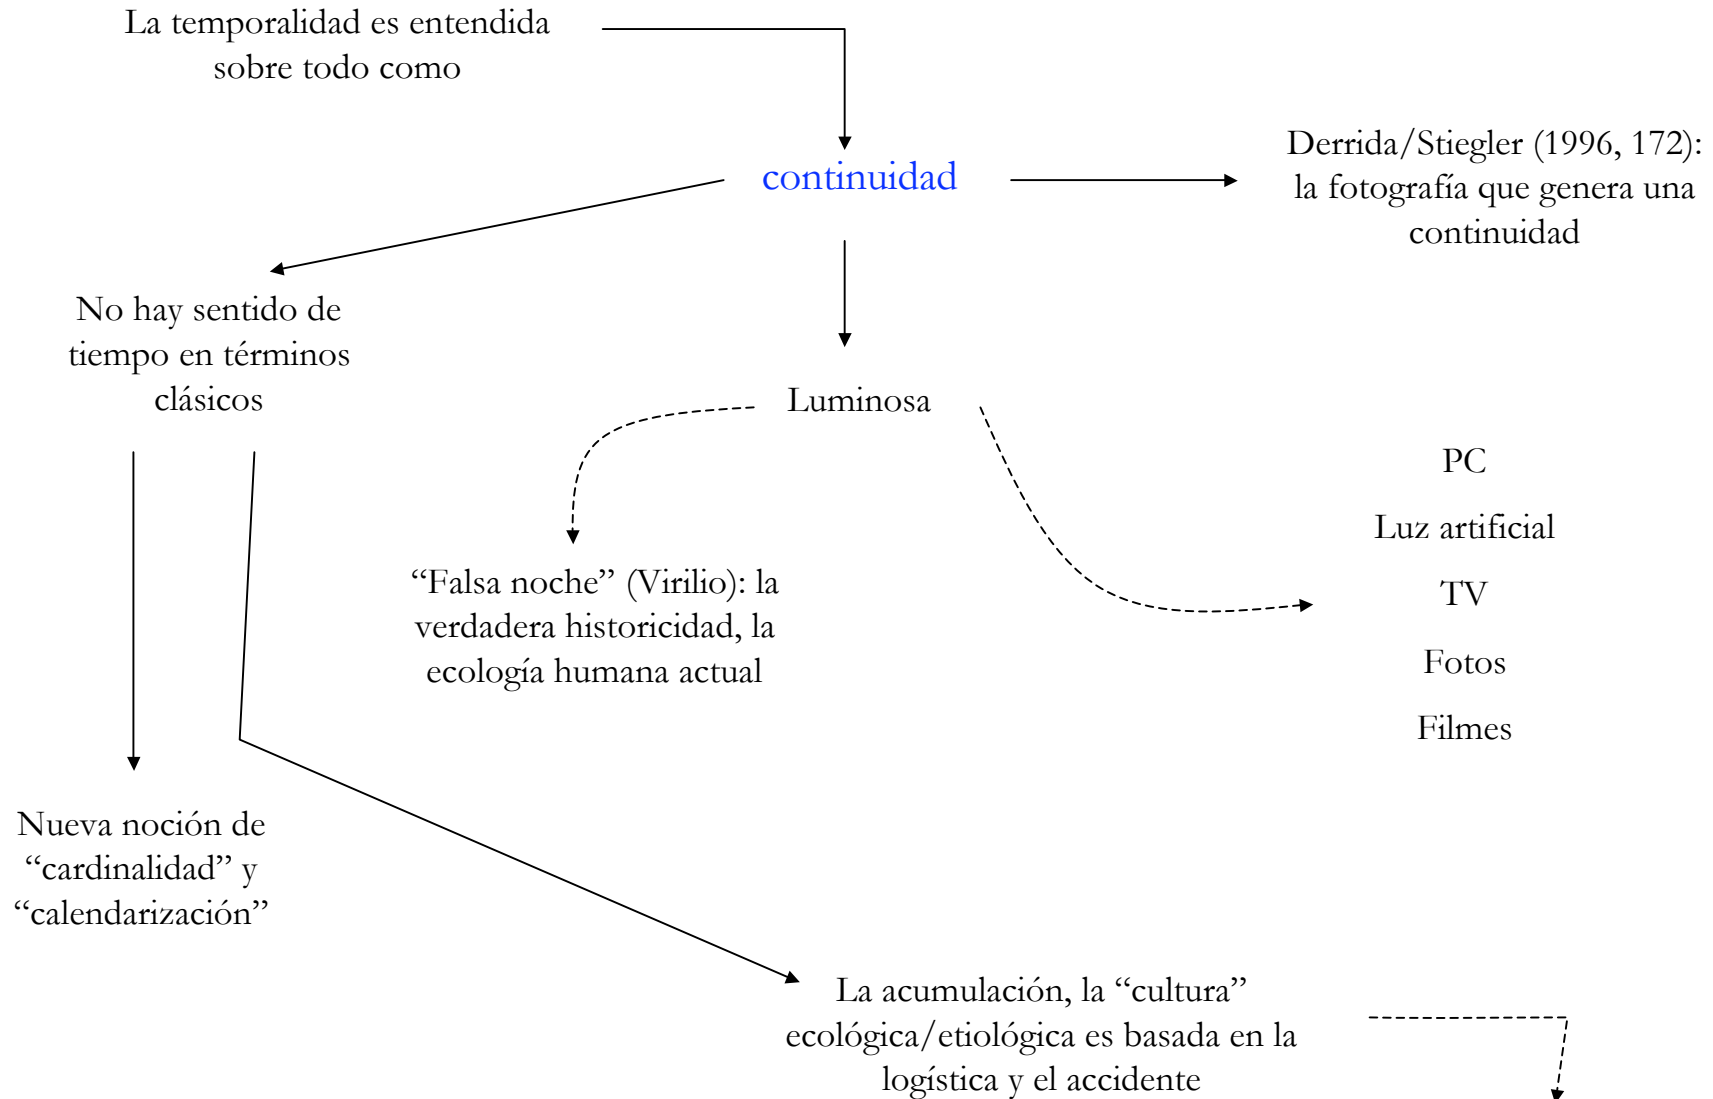 La temporalidad es entendida
sobre todo como
continuidad
Derrida/Stiegler (1996, 172):
la fotografía que genera una
continuidad
No hay sentido de
tiempo en términos
clásicos
Luminosa
PC
Luz artificial
TV
Fotos
Filmes
“Falsa noche” (Virilio): la
verdadera historicidad, la
ecología humana actual
Nueva noción de
“cardinalidad” y
“calendarización”
La acumulación, la “cultura”
ecológica/etiológica es basada en la
logística y el accidente